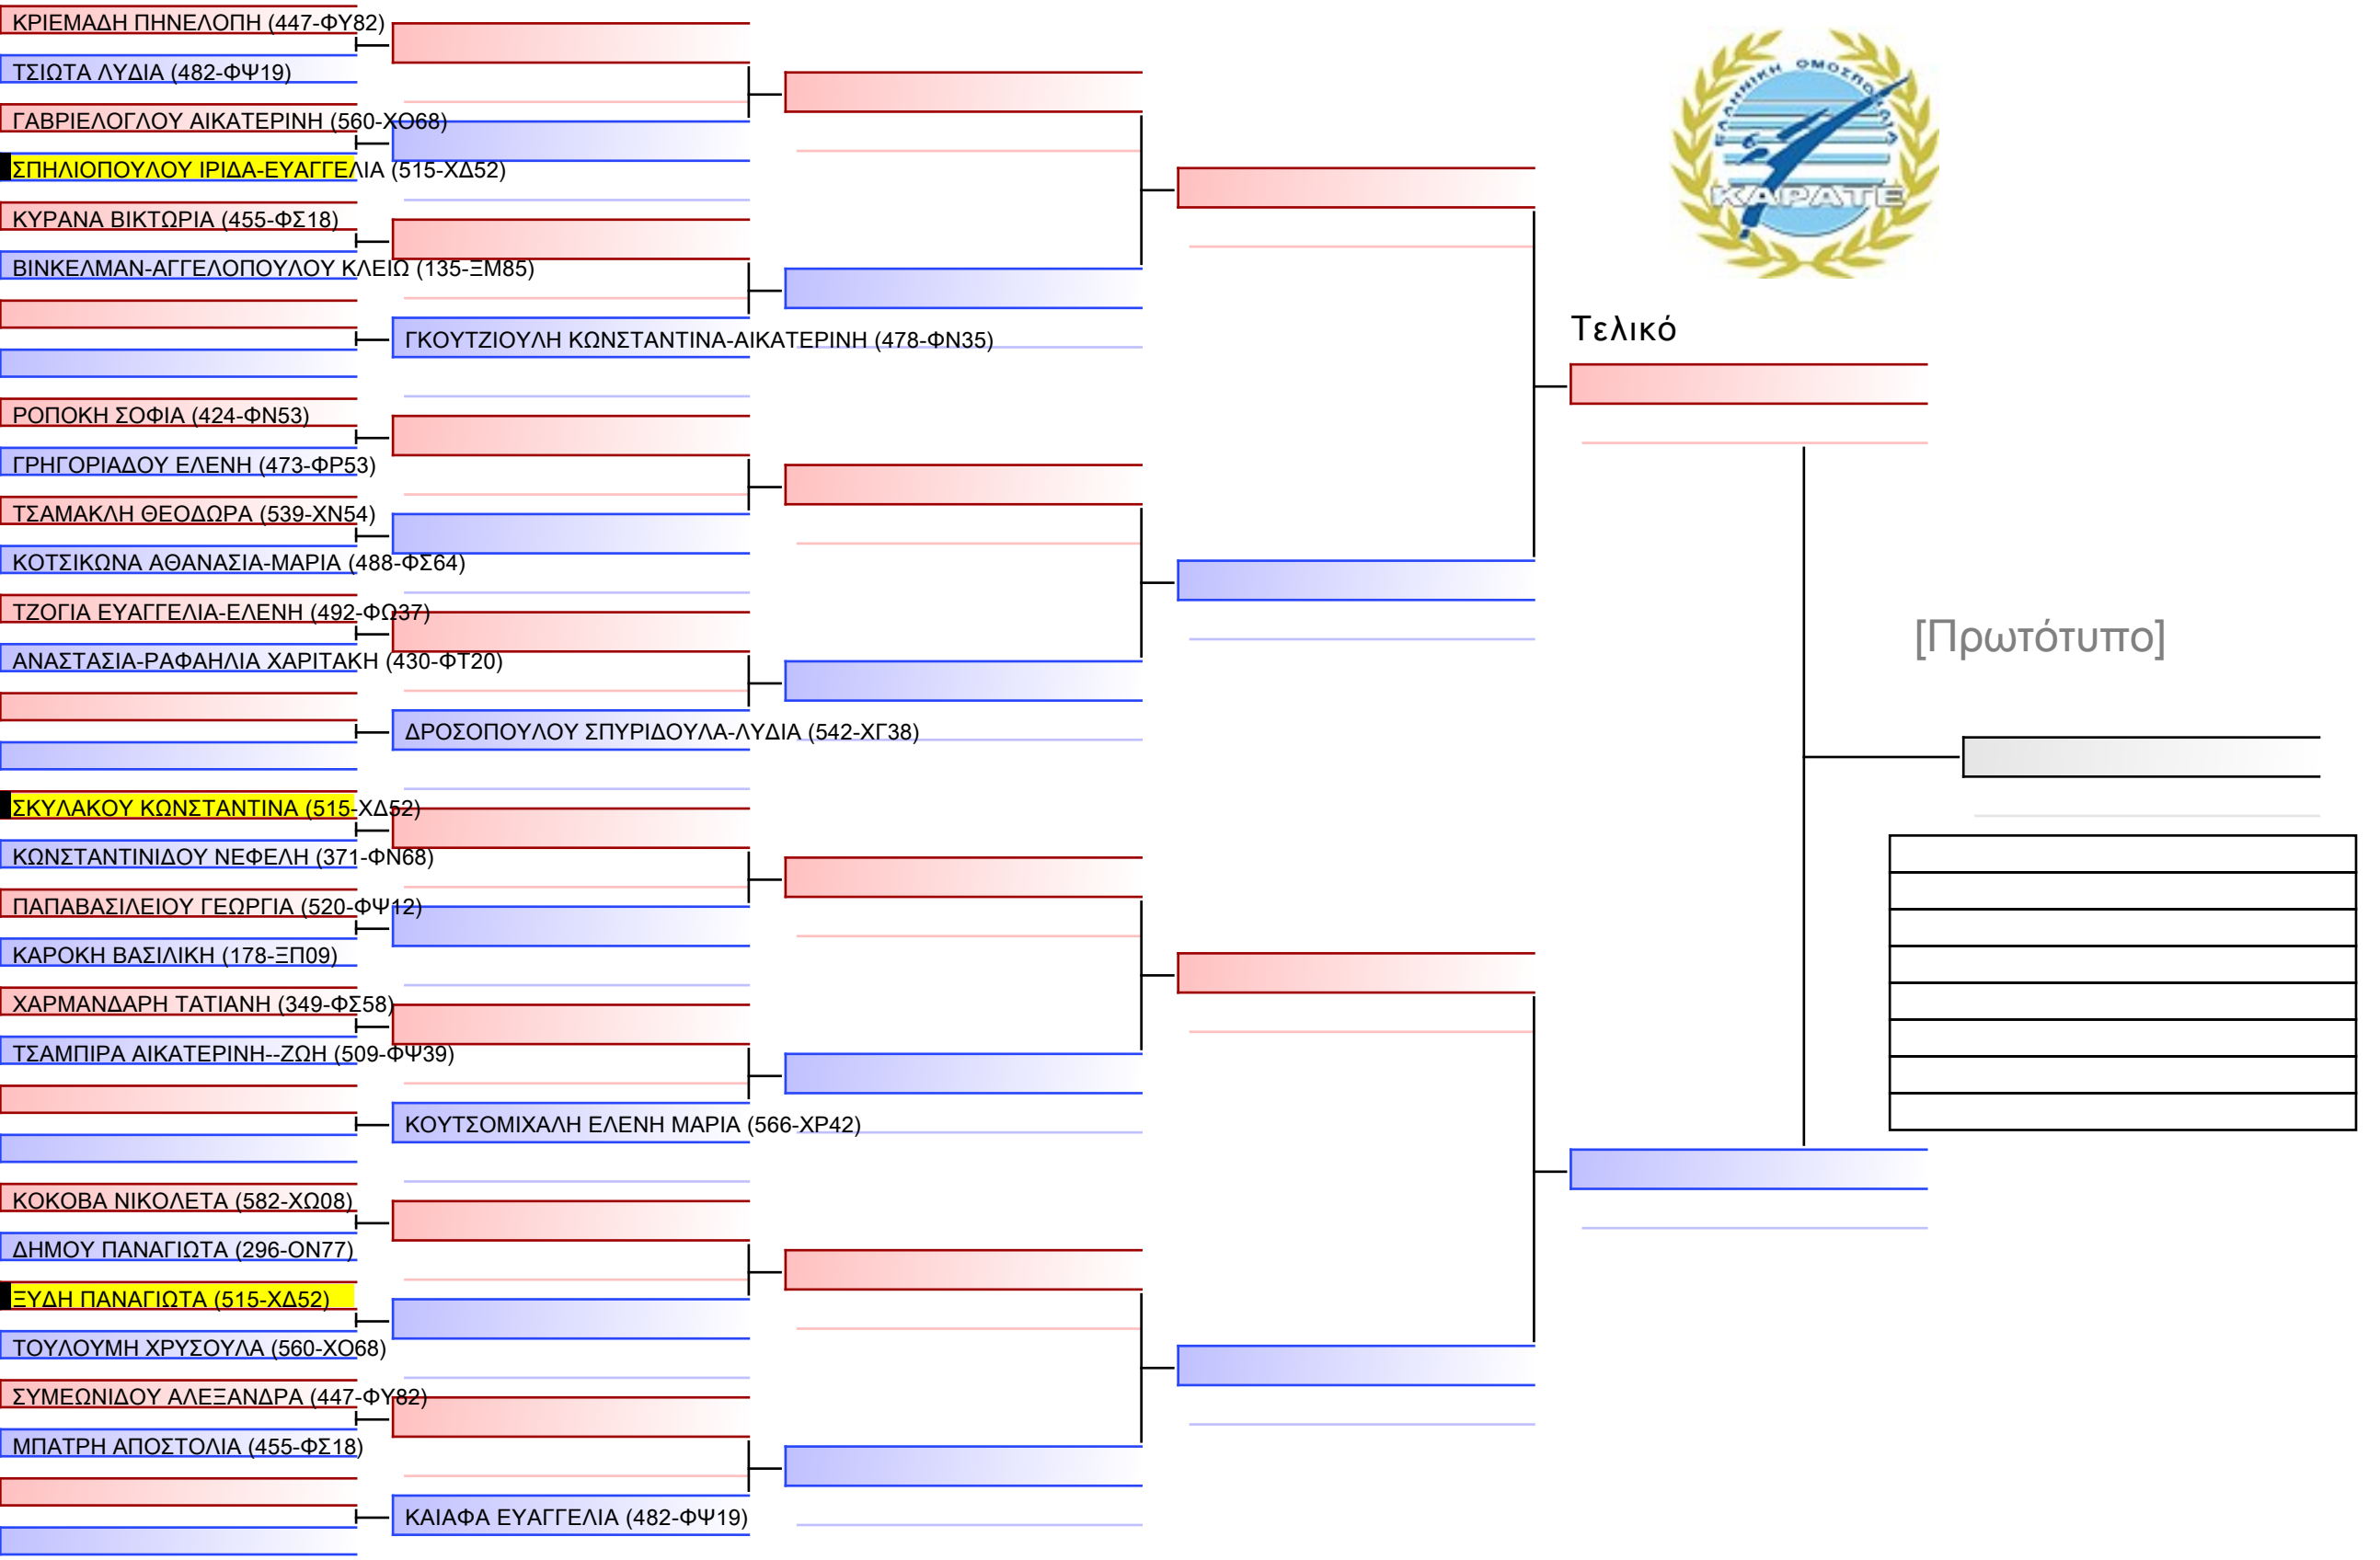 ΚΡΙΕΜΑΔΗ ΠΗΝΕΛΟΠΗ (447-ΦΥ82)
ΤΣΙΩΤΑ ΛΥΔΙΑ (482-ΦΨ19)
ΓΑΒΡΙΕΛΟΓΛΟΥ ΑΙΚΑΤΕΡΙΝΗ (560-ΧΟ68)
ΣΠΗΛΙΟΠΟΥΛΟΥ ΙΡΙΔΑ-ΕΥΑΓΓΕΛΙΑ (515-ΧΔ52)
ΚΥΡΑΝΑ ΒΙΚΤΩΡΙΑ (455-ΦΣ18)
ΒΙΝΚΕΛΜΑΝ-ΑΓΓΕΛΟΠΟΥΛΟΥ ΚΛΕΙΩ (135-ΞΜ85)
ΓΚΟΥΤΖΙΟΥΛΗ ΚΩΝΣΤΑΝΤΙΝΑ-ΑΙΚΑΤΕΡΙΝΗ (478-ΦΝ35)
ΡΟΠΟΚΗ ΣΟΦΙΑ (424-ΦΝ53)
ΓΡΗΓΟΡΙΑΔΟΥ ΕΛΕΝΗ (473-ΦΡ53)
ΤΣΑΜΑΚΛΗ ΘΕΟΔΩΡΑ (539-ΧΝ54)
ΚΟΤΣΙΚΩΝΑ ΑΘΑΝΑΣΙΑ-ΜΑΡΙΑ (488-ΦΣ64)
ΤΖΟΓΙΑ ΕΥΑΓΓΕΛΙΑ-ΕΛΕΝΗ (492-ΦΩ37)
ΑΝΑΣΤΑΣΙΑ-ΡΑΦΑΗΛΙΑ ΧΑΡΙΤΑΚΗ (430-ΦΤ20)
ΔΡΟΣΟΠΟΥΛΟΥ ΣΠΥΡΙΔΟΥΛΑ-ΛΥΔΙΑ (542-ΧΓ38)
ΣΚΥΛΑΚΟΥ ΚΩΝΣΤΑΝΤΙΝΑ (515-ΧΔ52)
ΚΩΝΣΤΑΝΤΙΝΙΔΟΥ ΝΕΦΕΛΗ (371-ΦΝ68)
ΠΑΠΑΒΑΣΙΛΕΙΟΥ ΓΕΩΡΓΙΑ (520-ΦΨ12)
ΚΑΡΟΚΗ ΒΑΣΙΛΙΚΗ (178-ΞΠ09)
ΧΑΡΜΑΝΔΑΡΗ ΤΑΤΙΑΝΗ (349-ΦΣ58)
ΤΣΑΜΠΙΡΑ ΑΙΚΑΤΕΡΙΝΗ--ΖΩΗ (509-ΦΨ39)
ΚΟΥΤΣΟΜΙΧΑΛΗ ΕΛΕΝΗ ΜΑΡΙΑ (566-ΧΡ42)
ΚΟΚΟΒΑ ΝΙΚΟΛΕΤΑ (582-ΧΩ08)
ΔΗΜΟΥ ΠΑΝΑΓΙΩΤΑ (296-ΟΝ77)
ΞΥΔΗ ΠΑΝΑΓΙΩΤΑ (515-ΧΔ52)
ΤΟΥΛΟΥΜΗ ΧΡΥΣΟΥΛΑ (560-ΧΟ68)
ΣΥΜΕΩΝΙΔΟΥ ΑΛΕΞΑΝΔΡΑ (447-ΦΥ82)
ΜΠΑΤΡΗ ΑΠΟΣΤΟΛΙΑ (455-ΦΣ18)
ΚΑΙΑΦΑ ΕΥΑΓΓΕΛΙΑ (482-ΦΨ19)
ΕΛΛΗΝΙΚΗ ΟΜΟΣΠΟΝΔΙΑ
ΚΑΡΑΤΕ
Τελικό
[Πρωτότυπο]